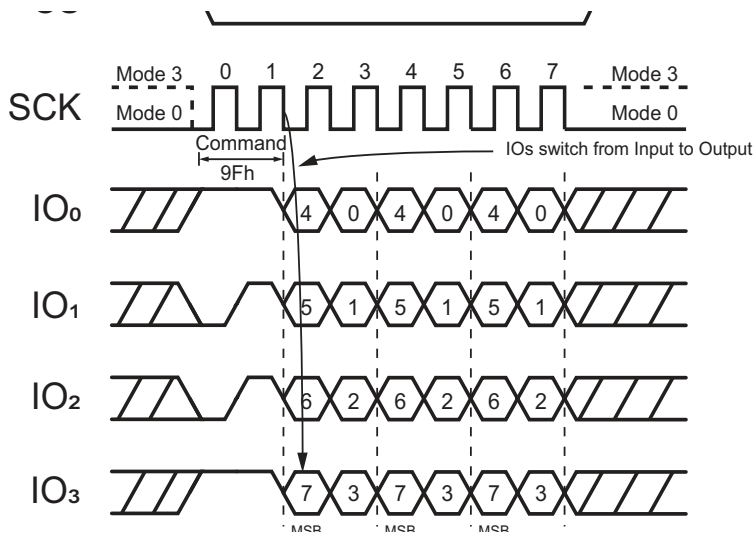 Mode 3 0 1 2 3 4 5 6 7 Mode 3
SCK Mode 0 Mode 0
Command
9Fh
IOs switch from Input to Output
IO₀ 4 0 4 0 4 0
IO₁ 5 1 5 1 5 1
IO₂ 6 2 6 2 6 2
IO₃ 7 3 7 3 7 3
MSB MSB MSB